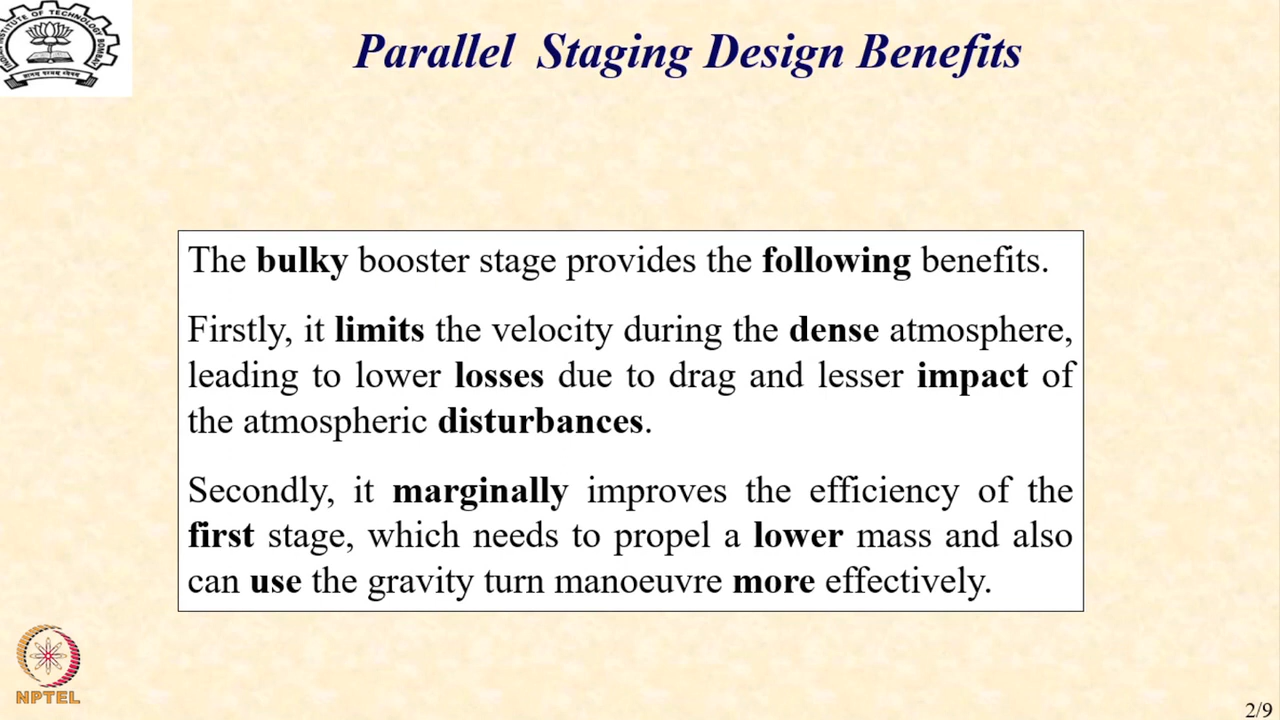 Parallel Staging Design Benefits
The bulky booster stage provides the following benefits.
Firstly, it limits the velocity during the dense atmosphere,
leading to lower losses due to drag and lesser impact of
the atmospheric disturbances.
Secondly, it marginally improves the efficiency of the
first stage, which needs to propel a lower mass and also
can use the gravity turn manoeuvre more effectively.
NPTEL
2/9